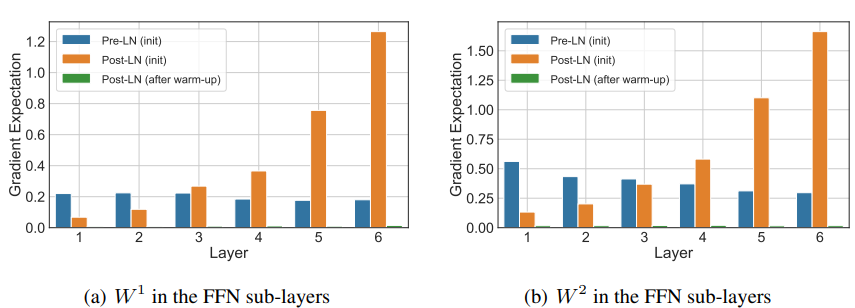 Pre-LN (init)
Post-LN (init)
Post-LN (after warm-up)
Gradient Expectation
1.2
1.0
0.8
0.6
0.4
0.2
0.0
1 2 3 4 5 6
Layer
(a) W¹ in the FFN sub-layers
Pre-LN (init)
Post-LN (init)
Post-LN (after warm-up)
Gradient Expectation
1.50
1.25
1.00
0.75
0.50
0.25
0.00
1 2 3 4 5 6
Layer
(b) W² in the FFN sub-layers